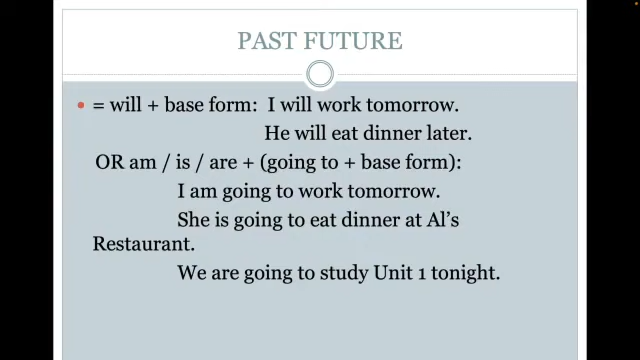 PAST FUTURE
= will + base form: I will work tomorrow.
He will eat dinner later.
OR am / is / are + (going to + base form):
I am going to work tomorrow.
She is going to eat dinner at Al’s
Restaurant.
We are going to study Unit 1 tonight.